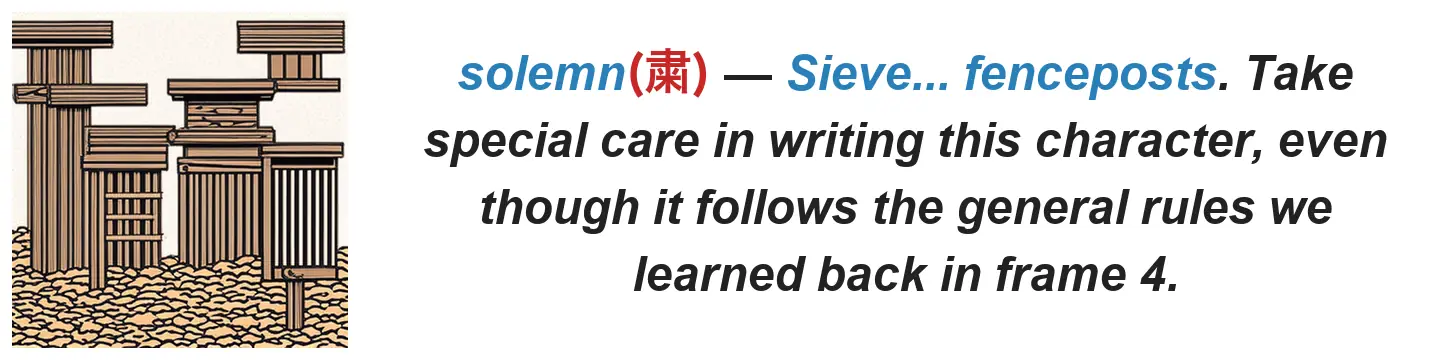 solemn(粛) — Sieve... fenceposts. Take
special care in writing this character, even
though it follows the general rules we
learned back in frame 4.